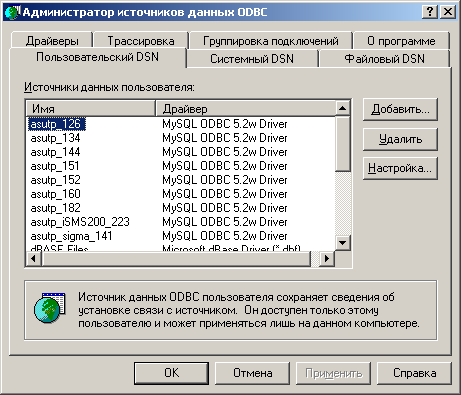 Администратор источников данных ODBC
Драйверы Трассировка Группировка подключений О программе
Пользовательский DSN Системный DSN Файловый DSN
Источники данных пользователя:
Имя Драйвер
asutp_126 MySQL ODBC 5.2w Driver
asutp_134 MySQL ODBC 5.2w Driver
asutp_144 MySQL ODBC 5.2w Driver
asutp_151 MySQL ODBC 5.2w Driver
asutp_152 MySQL ODBC 5.2w Driver
asutp_160 MySQL ODBC 5.2w Driver
asutp_182 MySQL ODBC 5.2w Driver
asutp_iSMS200_223 MySQL ODBC 5.2w Driver
asutp_sigma_141 MySQL ODBC 5.2w Driver
dBASE Files Microsoft dBase Driver (*.dbf)
Добавить...
Удалить
Настройка...
Источник данных ODBC пользователя сохраняет сведения об
установке связи с источником. Он доступен только этому
пользователю и может применяться лишь на данном компьютере.
OK Отмена Применить Справка